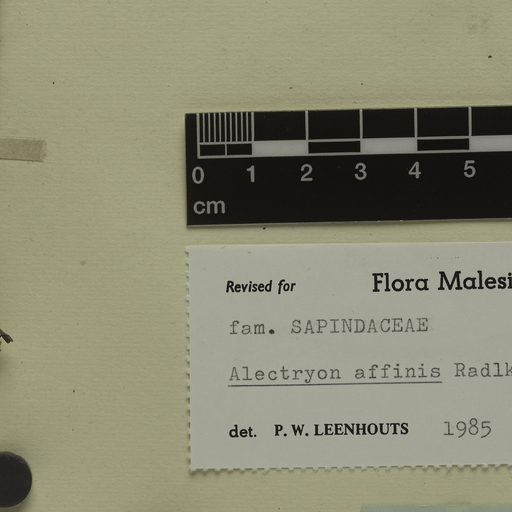 0 1 2 3 4 5
cm
Revised for Flora Malesi
fam. SAPINDACEAE
Alectryon affinis Radlk
det. P. W. LEENHOUTS 1985